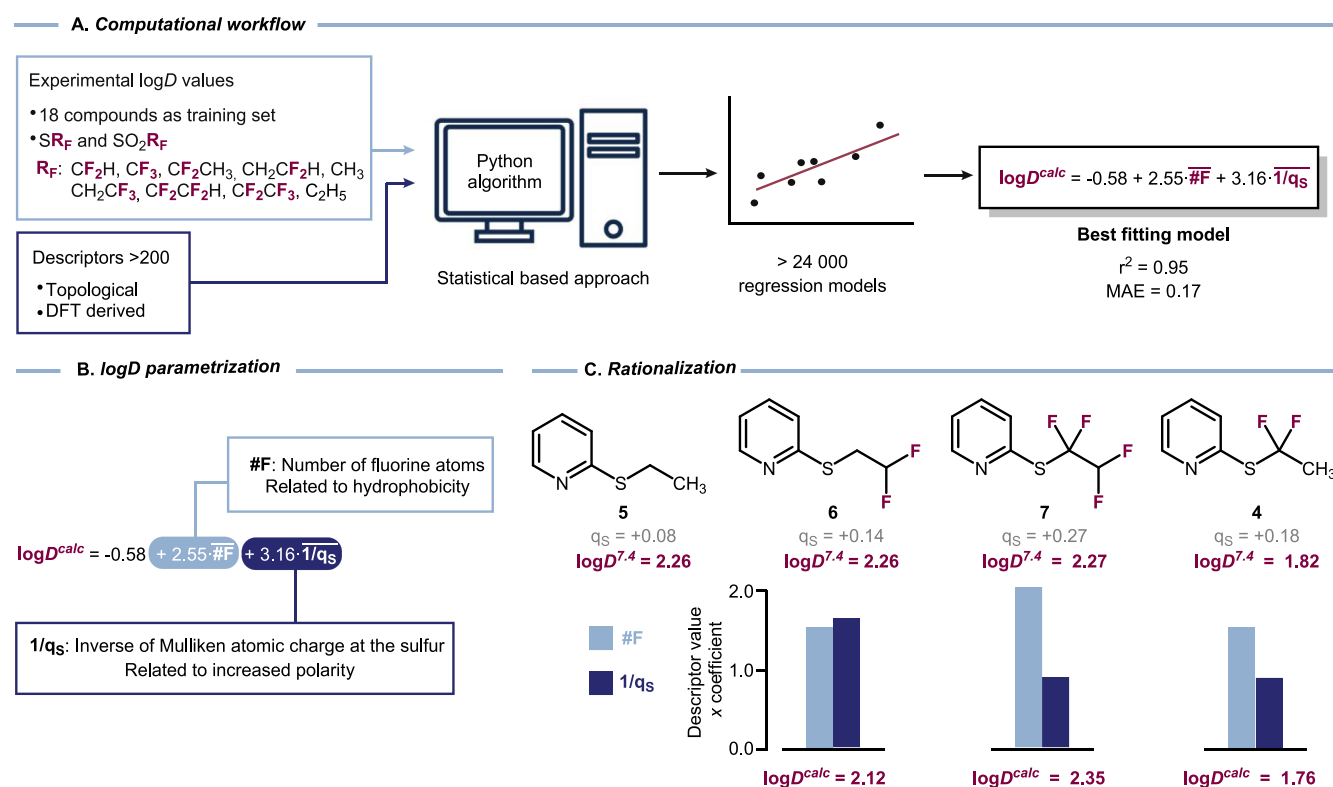 A. Computational workflow
Experimental logD values
• 18 compounds as training set
• SRF and SO2RF
RF: CF2H, CF3, CF2CH3, CH2CF2H, CH3
CH2CF3, CF2CF2H, CF2CF3, C2H5
Descriptors >200
• Topological
• DFT derived
Python
algorithm
Statistical based approach
> 24 000
regression models
logDcalc = -0.58 + 2.55·#F + 3.16·1/qS
Best fitting model
r2 = 0.95
MAE = 0.17
B. logD parametrization
#F: Number of fluorine atoms
Related to hydrophobicity
logDcalc = -0.58 + 2.55·#F + 3.16·1/qS
1/qS: Inverse of Mulliken atomic charge at the sulfur
Related to increased polarity
C. Rationalization
N S CH3
5
qS = +0.08
logD7.4 = 2.26
N S F F
6
qS = +0.14
logD7.4 = 2.26
N S F F F F
7
qS = +0.27
logD7.4 = 2.27
N S F F CH3
4
qS = +0.18
logD7.4 = 1.82
#F
1/qS
Descriptor value
x coefficient
2.0
1.0
0.0
logDcalc = 2.12
logDcalc = 2.35
logDcalc = 1.76